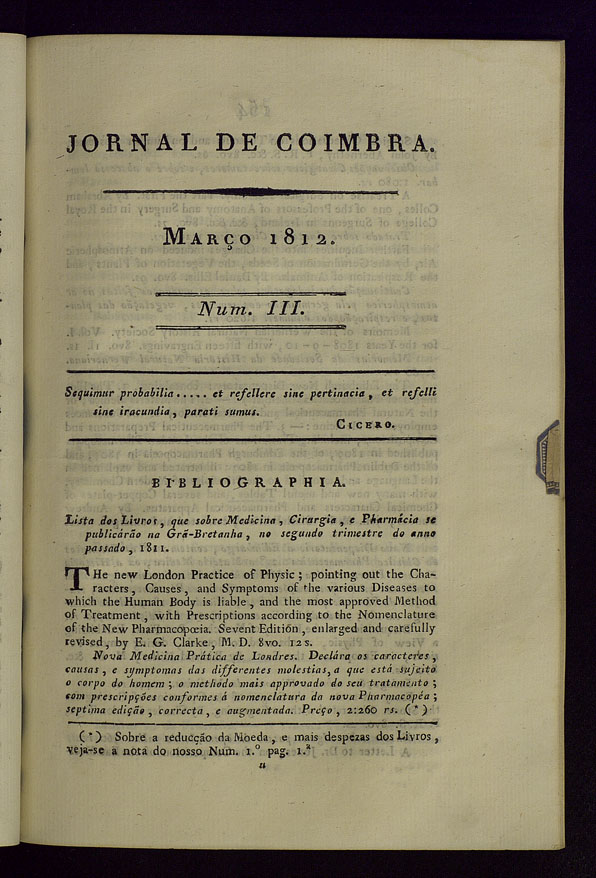 JORNAL DE COIMBRA.
MARÇO 1812.
Num. III.
Sequimur probabilia ..... et refellere sine pertinacia, et refelli
sine iracundia, parati sumus.
CICERO.
BIBLIOGRAPHIA.
Lista dos Livros, que sobre Medicina, Cirurgia, e Pharmácia se
publicárão na Grã-Bretanha, no segundo trimestre do anno
passado, 1811.
THe new London Practice of Physic; pointing out the Cha-
racters, Causes, and Symptoms of the various Diseases to
which the Human Body is liable, and the most approved Method
of Treatment, with Prescriptions according to the Nomenclature
of the New Pharmacopœia. Sevent Editión, enlarged and carefully
revised, by E. G. Clarke, M. D. 8vo. 12 s.
Nova Medicina Prática de Londres. Declára os caracteres,
causas, e symptomas das differentes molestias, a que está sujeito
o corpo do homem; o methodo mais approvado do seu tratamento;
com prescripções conformes á nomenclatura da nova Pharmacopéa;
septima edição, correcta, e augmentada. Preço, 2:260 rs. (*)
(*) Sobre a reducção da Moeda, e mais despezas dos Livros,
veja-se a nota do nosso Num. 1.º pag. 1.ª